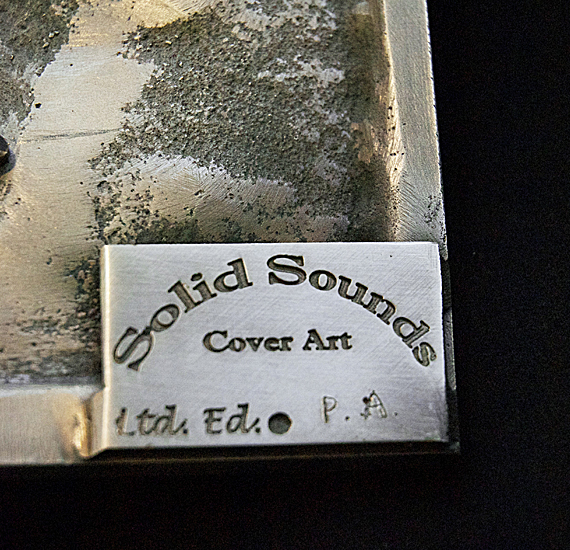 Solid Sounds
Cover Art
Ltd. Ed. P. A.